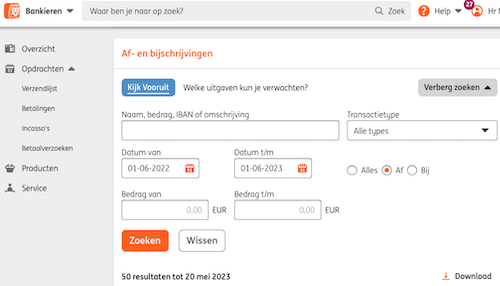 Bankieren
Waar ben je naar op zoek?
Zoek
Help
27
Hr
Overzicht
Opdrachten
Verzendlijst
Betalingen
Incasso's
Betaalverzoeken
Producten
Service
Af- en bijschrijvingen
Kijk Vooruit
Welke uitgaven kun je verwachten?
Verberg zoeken
Naam, bedrag, IBAN of omschrijving
Transactietype
Alle types
Datum van
Datum t/m
01-06-2022
01-06-2023
Alles
Af
Bij
Bedrag van
Bedrag t/m
0,00 EUR
0,00 EUR
Zoeken
Wissen
50 resultaten tot 20 mei 2023
Download